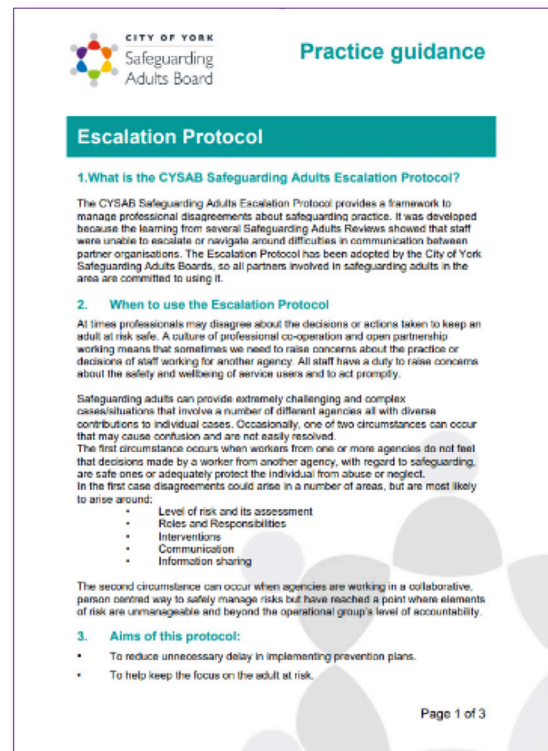 CITY OF YORK
Safeguarding
Adults Board
Practice guidance
Escalation Protocol
1.What is the CYSAB Safeguarding Adults Escalation Protocol?
The CYSAB Safeguarding Adults Escalation Protocol provides a framework to
manage professional disagreements about safeguarding practice. It was developed
because the learning from several Safeguarding Adults Reviews showed that staff
were unable to escalate or navigate around difficulties in communication between
partner organisations. The Escalation Protocol has been adopted by the City of York
Safeguarding Adults Boards, so all partners involved in safeguarding adults in the
area are committed to using it.
2. When to use the Escalation Protocol
At times professionals may disagree about the decisions or actions taken to keep an
adult at risk safe. A culture of professional co-operation and open partnership
working means that sometimes we need to raise concerns about the practice or
decisions of staff working for another agency. All staff have a duty to raise concerns
about the safety and wellbeing of service users and to act promptly.
Safeguarding adults can provide extremely challenging and complex
cases/situations that involve a number of different agencies all with diverse
contributions to individual cases. Occasionally, one of two circumstances can occur
that may cause confusion and are not easily resolved.
The first circumstance occurs when workers from one or more agencies do not feel
that decisions made by a worker from another agency, with regard to safeguarding,
are safe ones or adequately protect the individual from abuse or neglect.
In the first case disagreements could arise in a number of areas, but are most likely
to arise around:
• Level of risk and its assessment
• Roles and Responsibilities
• Interventions
• Communication
• Information sharing
The second circumstance can occur when agencies are working in a collaborative,
person centred way to safely manage risks but have reached a point where elements
of risk are unmanageable and beyond the operational group's level of accountability.
3. Aims of this protocol:
• To reduce unnecessary delay in implementing prevention plans.
• To help keep the focus on the adult at risk.
Page 1 of 3